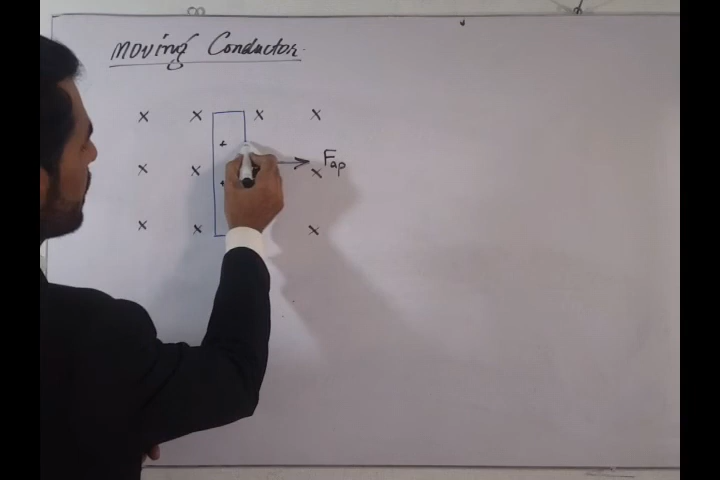 Moving Conductor.
x x x x
+
Fap
x x x
+
x x x